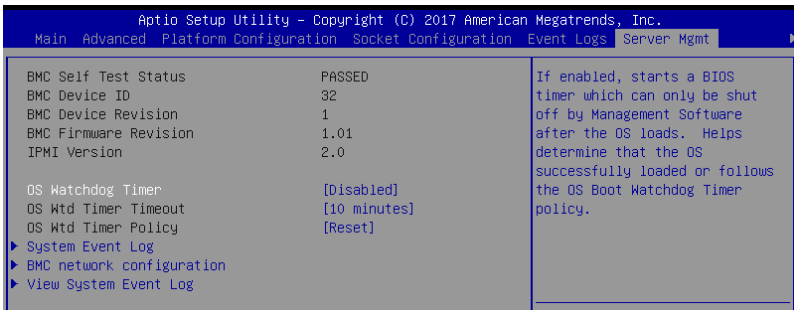 Aptio Setup Utility – Copyright (C) 2017 American Megatrends, Inc.
Main Advanced Platform Configuration Socket Configuration Event Logs Server Mgmt
BMC Self Test Status PASSED
BMC Device ID 32
BMC Device Revision 1
BMC Firmware Revision 1.01
IPMI Version 2.0
OS Watchdog Timer [Disabled]
OS Wtd Timer Timeout [10 minutes]
OS Wtd Timer Policy [Reset]
System Event Log
BMC network configuration
View System Event Log
If enabled, starts a BIOS
timer which can only be shut
off by Management Software
after the OS loads. Helps
determine that the OS
successfully loaded or follows
the OS Boot Watchdog Timer
policy.